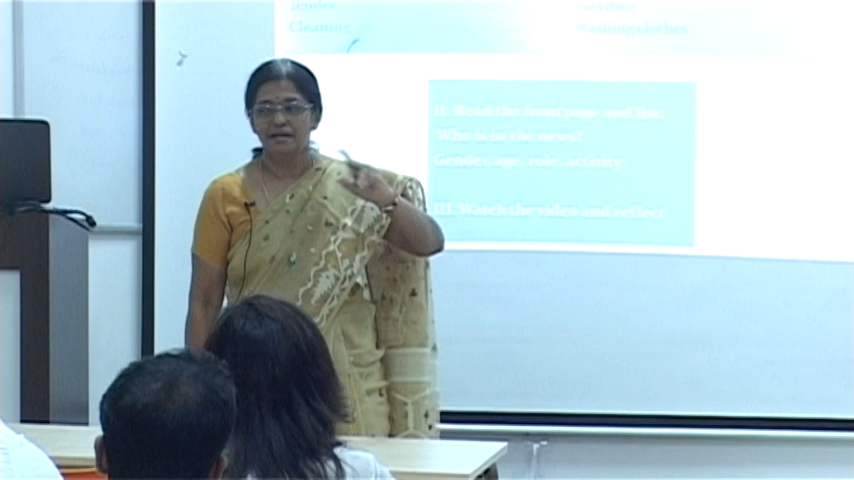 Gender
Cleaning
Washing clothes
II. Read the front page and list:
Who is in the news?
Gender, age, role, activity
III. Watch the video and reflect